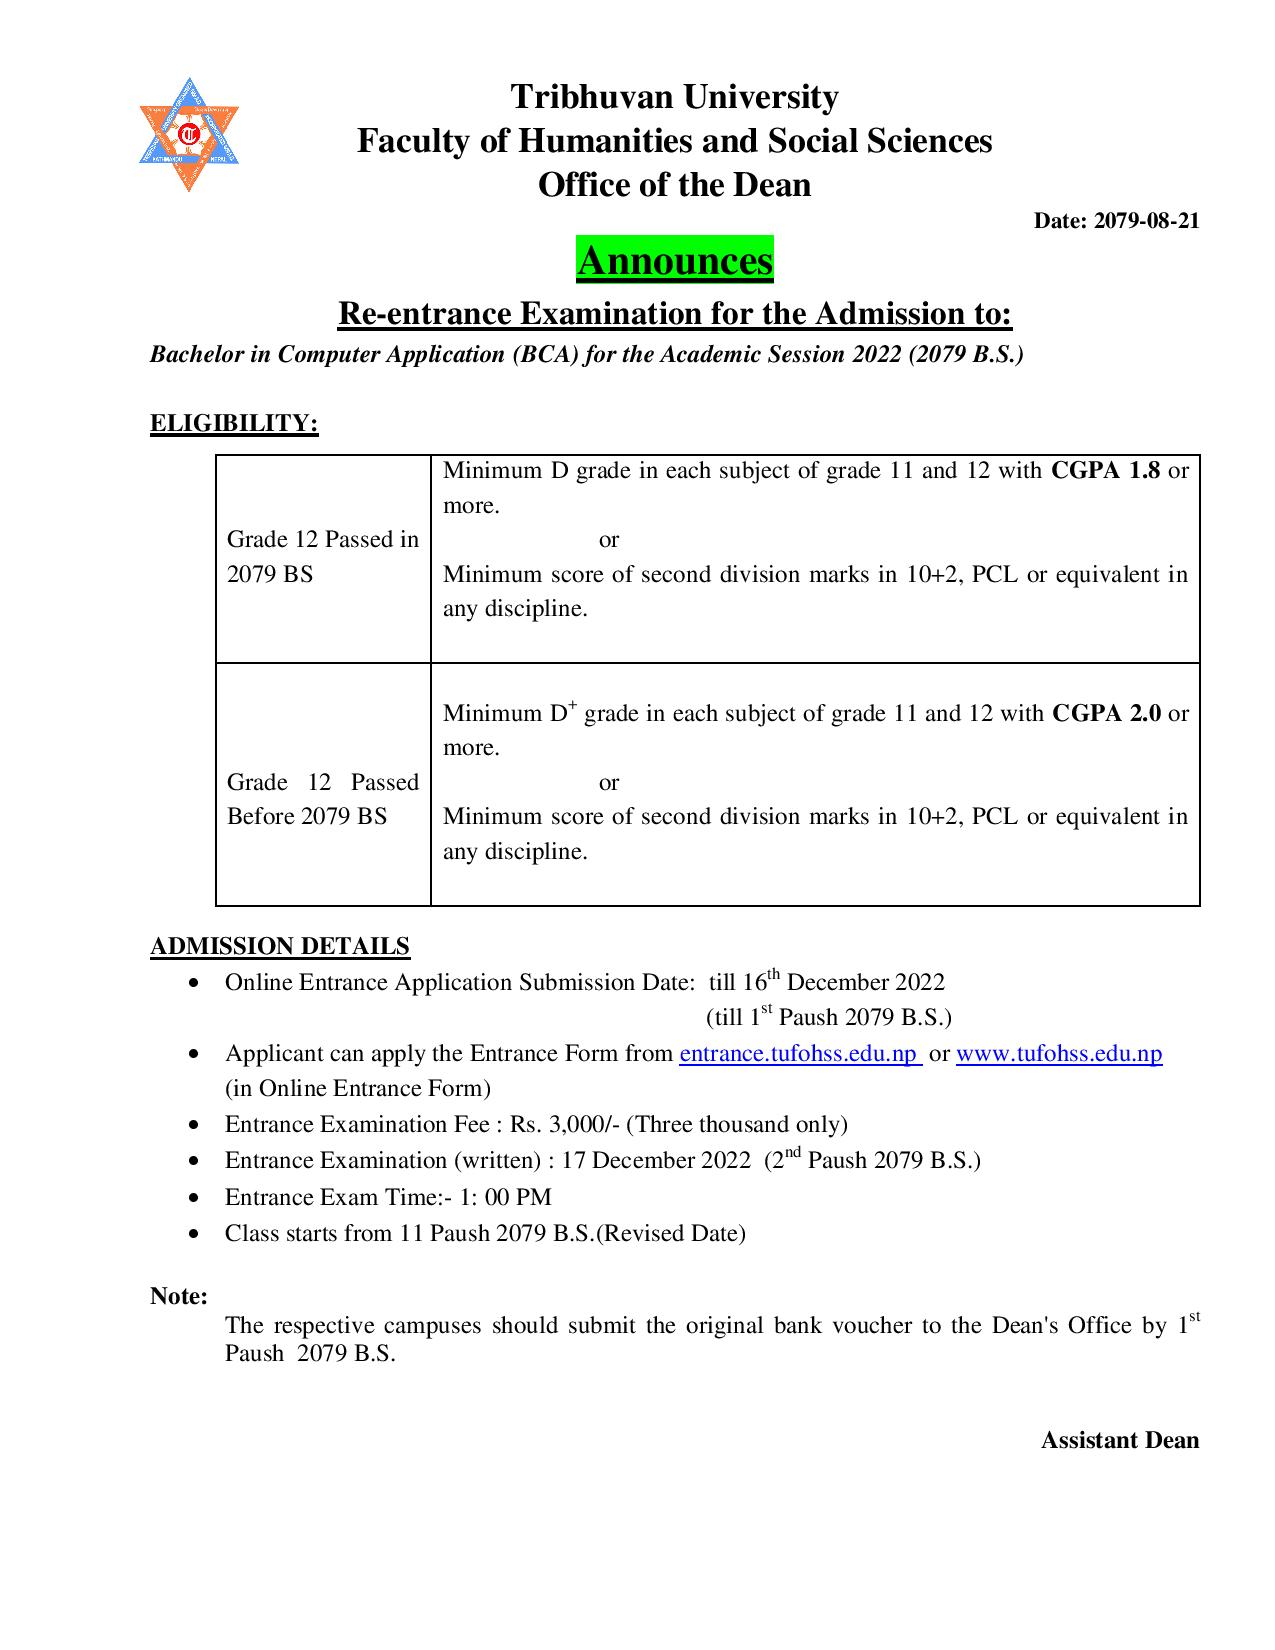 Tribhuvan University
Faculty of Humanities and Social Sciences
Office of the Dean
Date: 2079-08-21
Announces
Re-entrance Examination for the Admission to:
Bachelor in Computer Application (BCA) for the Academic Session 2022 (2079 B.S.)
ELIGIBILITY:
Grade 12 Passed in
2079 BS
Minimum D grade in each subject of grade 11 and 12 with CGPA 1.8 or
more.
or
Minimum score of second division marks in 10+2, PCL or equivalent in
any discipline.
Grade 12 Passed
Before 2079 BS
Minimum D+ grade in each subject of grade 11 and 12 with CGPA 2.0 or
more.
or
Minimum score of second division marks in 10+2, PCL or equivalent in
any discipline.
ADMISSION DETAILS
• Online Entrance Application Submission Date: till 16th December 2022
(till 1st Paush 2079 B.S.)
• Applicant can apply the Entrance Form from entrance.tufohss.edu.np or www.tufohss.edu.np
(in Online Entrance Form)
• Entrance Examination Fee : Rs. 3,000/- (Three thousand only)
• Entrance Examination (written) : 17 December 2022 (2nd Paush 2079 B.S.)
• Entrance Exam Time:- 1: 00 PM
• Class starts from 11 Paush 2079 B.S.(Revised Date)
Note:
The respective campuses should submit the original bank voucher to the Dean's Office by 1st
Paush 2079 B.S.
Assistant Dean